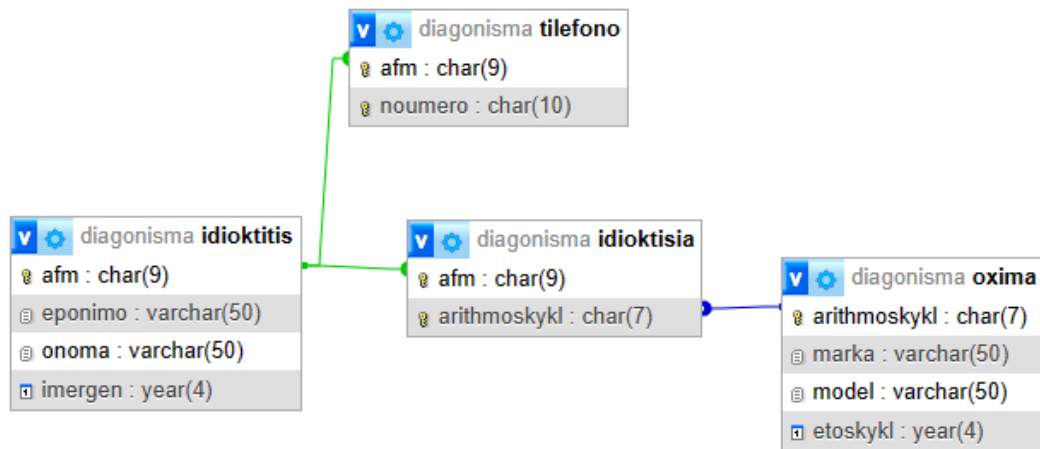 v diagonisma tilefono
afm : char(9)
noumero : char(10)
v diagonisma idioktitis
afm : char(9)
eponimo : varchar(50)
onoma : varchar(50)
imergen : year(4)
v diagonisma idioktisia
afm : char(9)
arithmoskykl : char(7)
v diagonisma oxima
arithmoskykl : char(7)
marka : varchar(50)
model : varchar(50)
etoskykl : year(4)